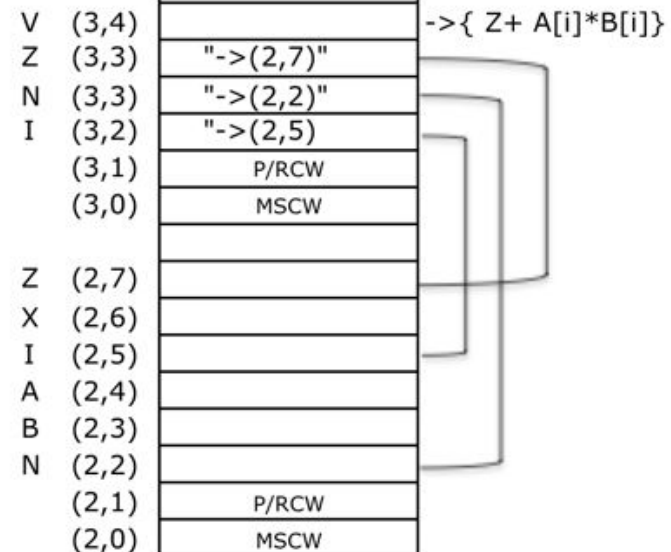 V (3,4) ->{ Z+ A[i]*B[i]}
Z (3,3) "->(2,7)"
N (3,3) "->(2,2)"
I (3,2) "->(2,5)
(3,1) P/RCW
(3,0) MSCW
Z (2,7)
X (2,6)
I (2,5)
A (2,4)
B (2,3)
N (2,2)
(2,1) P/RCW
(2,0) MSCW